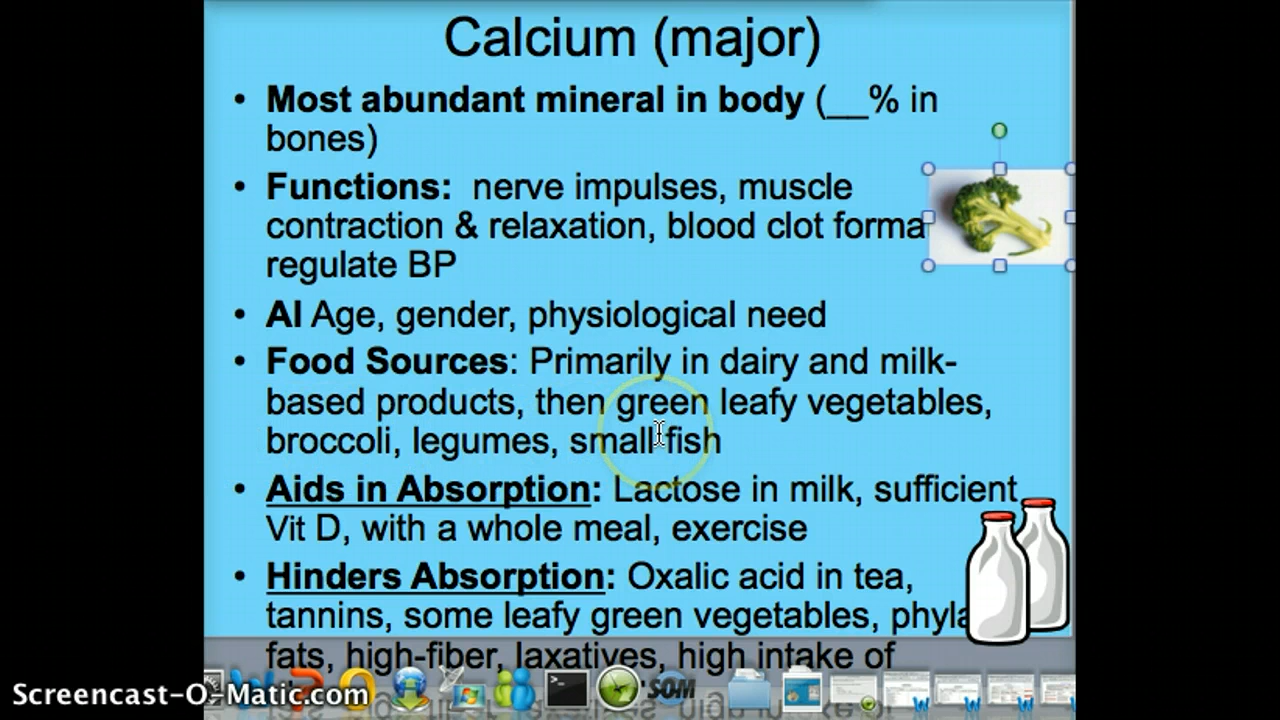 Calcium (major)
• Most abundant mineral in body (__% in
bones)
• Functions: nerve impulses, muscle
contraction & relaxation, blood clot forma
regulate BP
• AI Age, gender, physiological need
• Food Sources: Primarily in dairy and milk-
based products, then green leafy vegetables,
broccoli, legumes, small fish
• Aids in Absorption: Lactose in milk, sufficient
Vit D, with a whole meal, exercise
• Hinders Absorption: Oxalic acid in tea,
tannins, some leafy green vegetables, phyla
fats, high-fiber, laxatives, high intake of
'SOM
Screencast-O-Matic.com